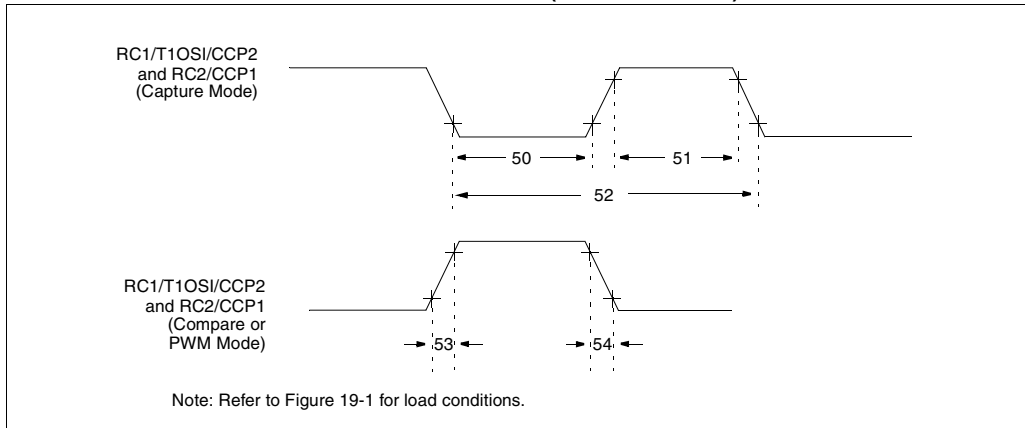 RC1/T1OSI/CCP2
and RC2/CCP1
(Capture Mode)
50
51
52
RC1/T1OSI/CCP2
and RC2/CCP1
(Compare or
PWM Mode)
53
54
Note: Refer to Figure 19-1 for load conditions.